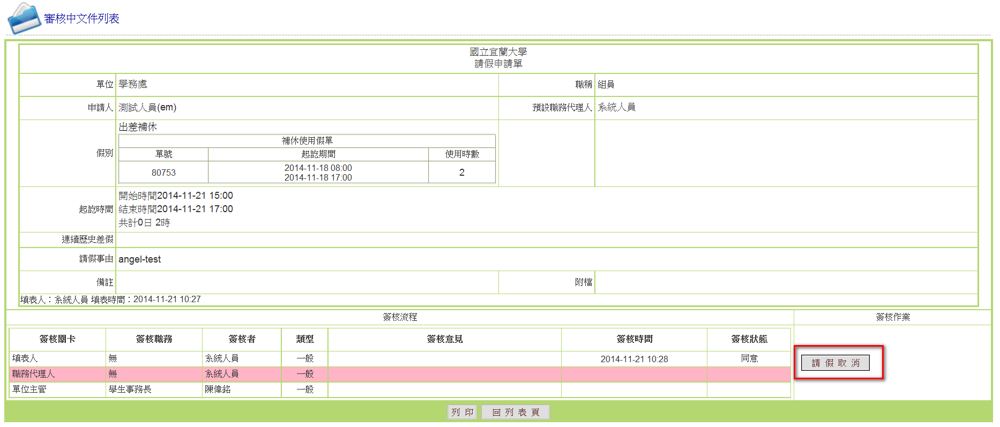 審核中文件列表
國立宜蘭大學
請假申請單
單位 學務處 職稱 組員
申請人 測試人員(em) 預設職務代理人 系統人員
假別 出差補休
補休使用假單
單號 起訖期間 使用時數
80753 2014-11-18 08:00 2
2014-11-18 17:00
起訖時間 開始時間2014-11-21 15:00
結束時間2014-11-21 17:00
共計0日 2時
連續歷史差假
請假事由 angel-test
備註 附檔
填表人：系統人員 填表時間：2014-11-21 10:27
簽核流程 簽核作業
簽核關卡 簽核職務 簽核者 類型 簽核意見 簽核時間 簽核狀態
填表人 無 系統人員 一般 2014-11-21 10:28 同意
請假取消
職務代理人 無 系統人員 一般
單位主管 學生事務長 陳偉銘 一般
列印 回列表頁